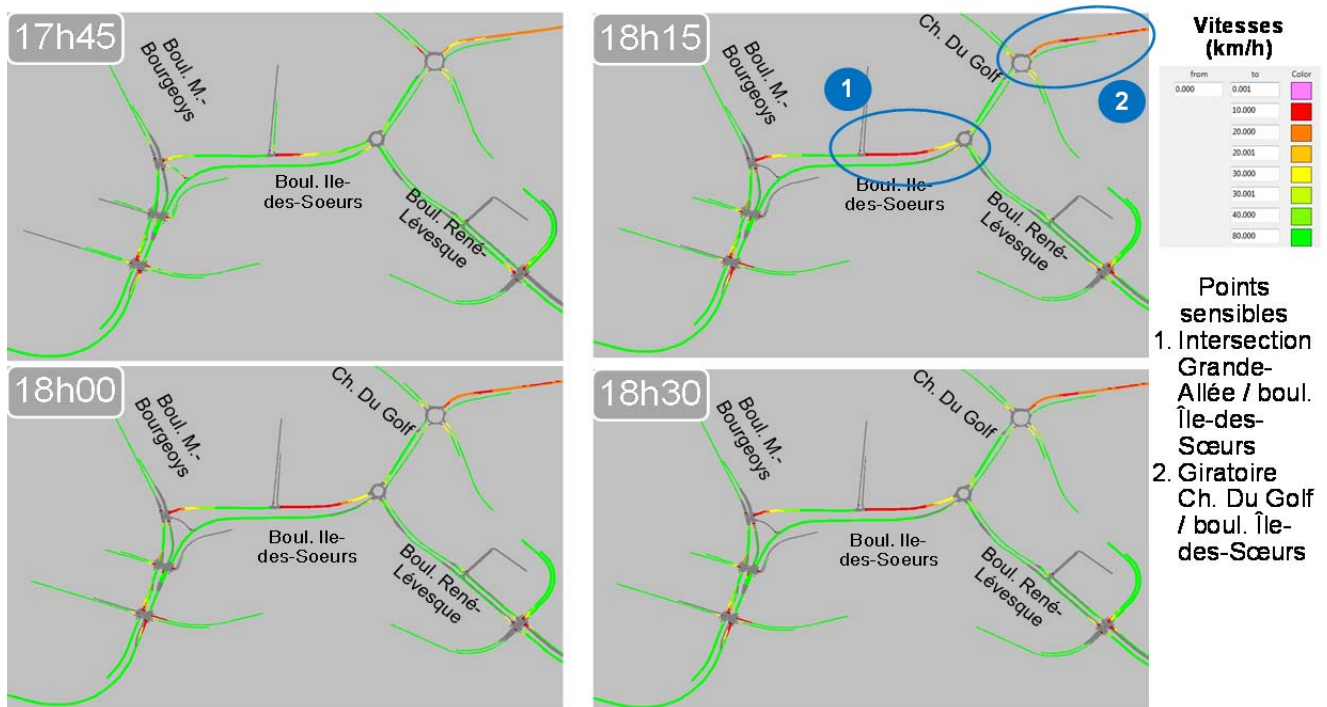 17h45
Boul. M.-
Bourgeoys
Boul. Ile-
des-Soeurs
Boul. René-
Lévesque
18h15
Boul. M.-
Bourgeoys
Ch. Du Golf
1
2
Boul. Ile-
des-Soeurs
Boul. René-
Lévesque
18h00
Boul. M.-
Bourgeoys
Ch. Du Golf
Boul. Ile-
des-Soeurs
Boul. René-
Lévesque
18h30
Boul. M.-
Bourgeoys
Ch. Du Golf
Boul. Ile-
des-Soeurs
Boul. René-
Lévesque
Vitesses
(km/h)
from to Color
0.000 0.001
10.000
20.000
20.001
30.000
30.001
40.000
80.000
Points
sensibles
1. Intersection
Grande-
Allée / boul.
Île-des-
Sœurs
2. Giratoire
Ch. Du Golf
/ boul. Île-
des-Sœurs